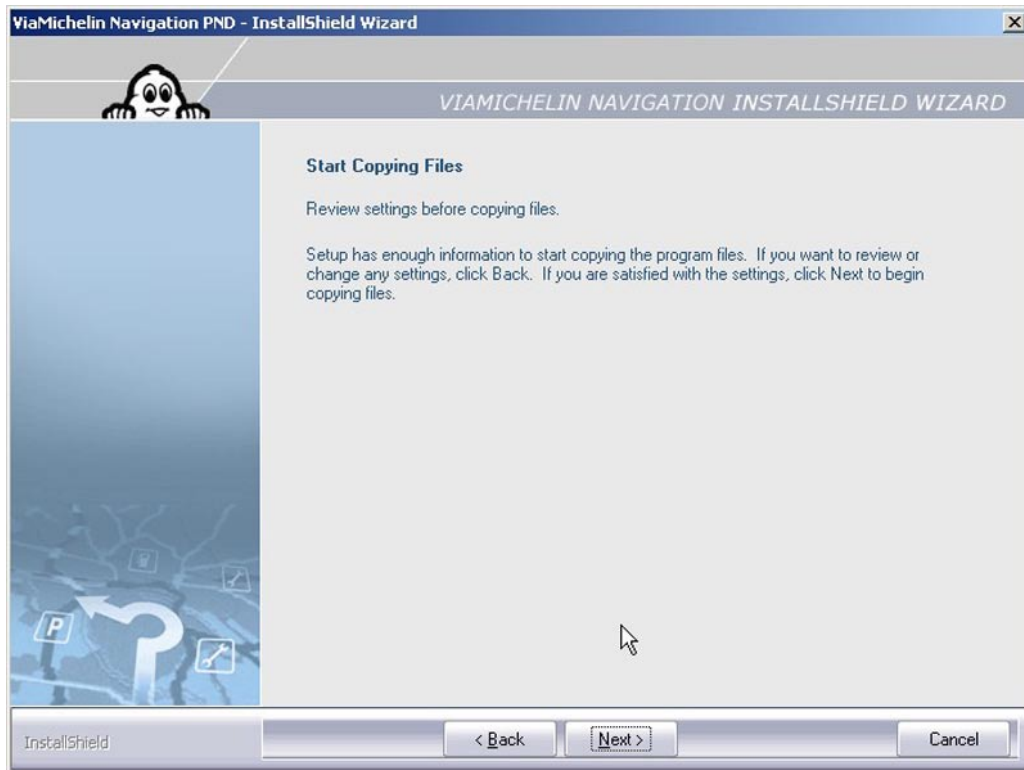 ViaMichelin Navigation PND - InstallShield Wizard
VIAMICHELIN NAVIGATION INSTALLSHIELD WIZARD
Start Copying Files
Review settings before copying files.
Setup has enough information to start copying the program files.  If you want to review or
change any settings, click Back.  If you are satisfied with the settings, click Next to begin
copying files.
P
InstallShield
< Back
Next >
Cancel